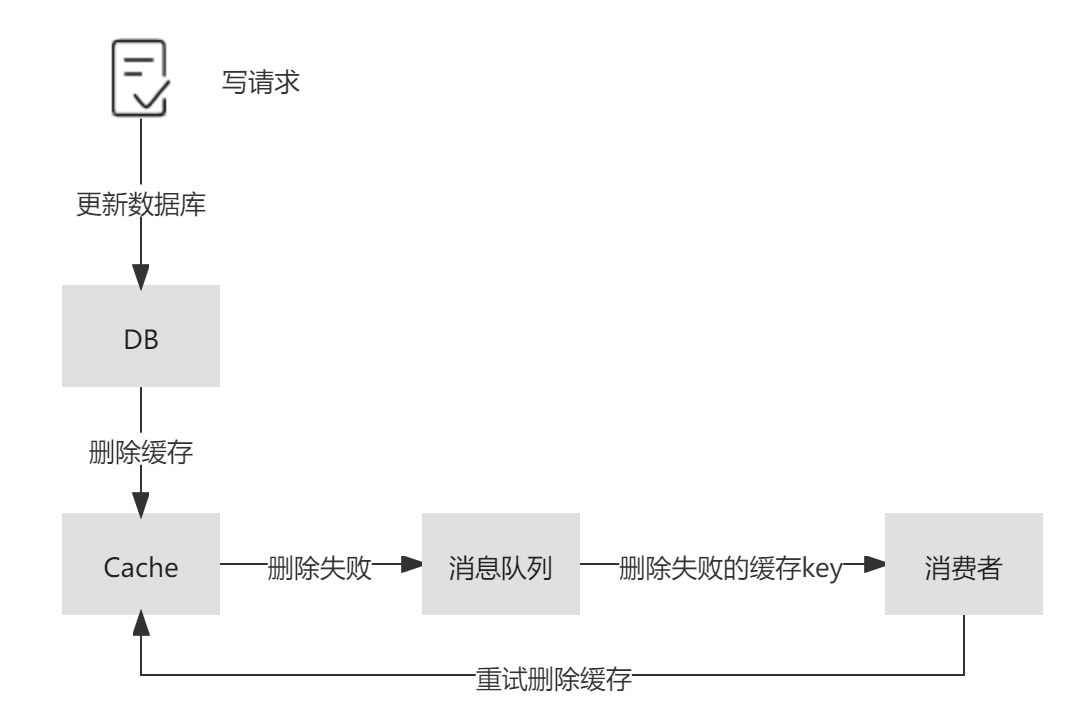 写请求
更新数据库
DB
删除缓存
Cache
删除失败
消息队列
删除失败的缓存key
消费者
重试删除缓存